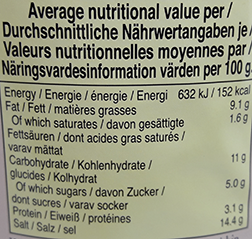 Average nutritional value per /
Durchschnittliche Nährwertangaben je /
Valeurs nutritionnelles moyennes par /
Näringsvardesinformation värden per 100 g
Energy / Energie / énergie / Energi 632 kJ / 152 kcal
Fat / Fett / matières grasses 9.1 g
Of which saturates / davon gesättigte 1.6 g
Fettsäuren / dont acides gras saturés /
varav mättat
Carbohydrate / Kohlenhydrate / 11 g
glucides / Kolhydrat
Of which sugars / davon Zucker / 5.0 g
dont sucres / varav socker
Protein / Eiweiß / protéines 3.1 g
Salt / Salz / sel 14.4 g